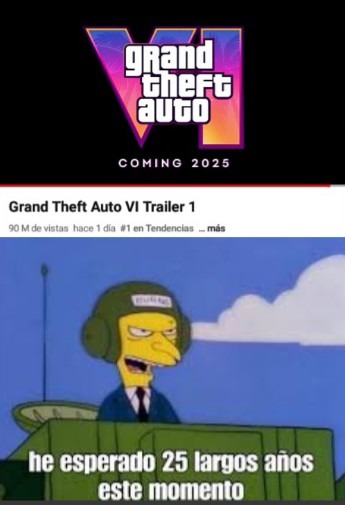 VI
grand
theft
auto
COMING 2025
Grand Theft Auto VI Trailer 1
90 M de vistas hace 1 día #1 en Tendencias ... más
he esperado 25 largos años
este momento